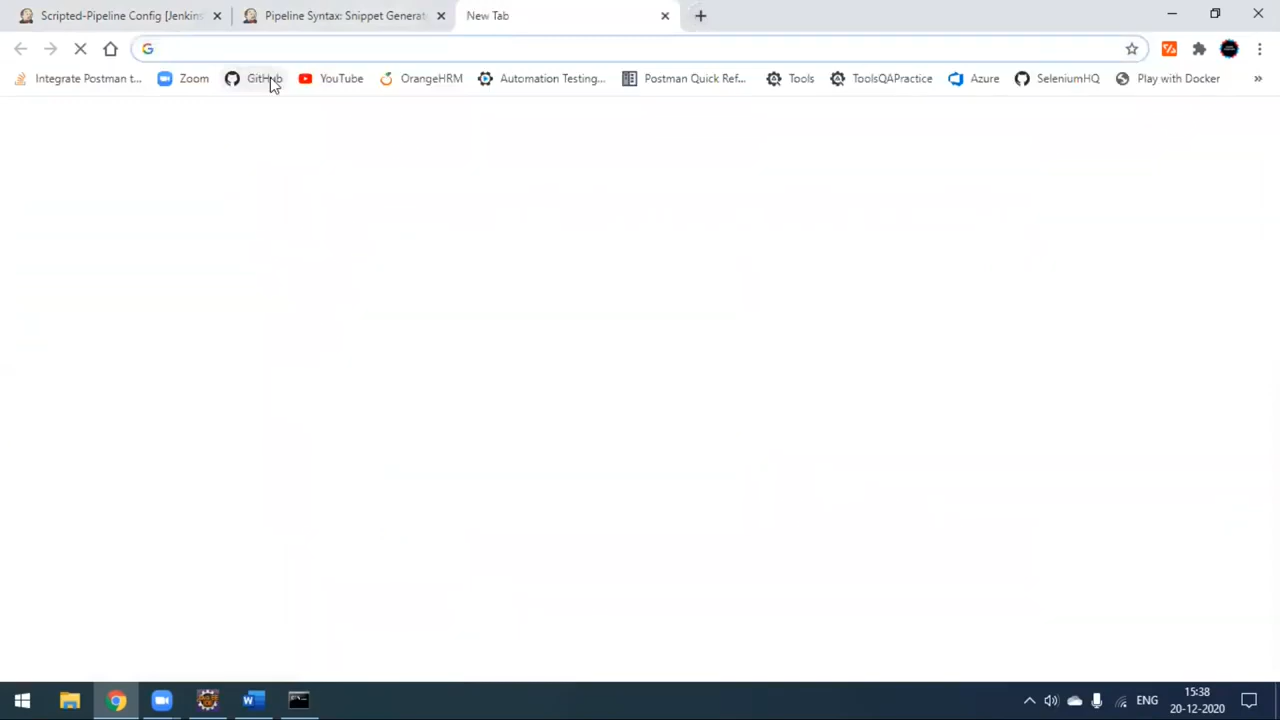 Scripted-Pipeline Config [Jenkins
Pipeline Syntax: Snippet Generat
New Tab
Integrate Postman t...
Zoom
GitHub
YouTube
OrangeHRM
Automation Testing...
Postman Quick Ref...
Tools
ToolsQAPractice
Azure
SeleniumHQ
Play with Docker
ENG
15:38
20-12-2020